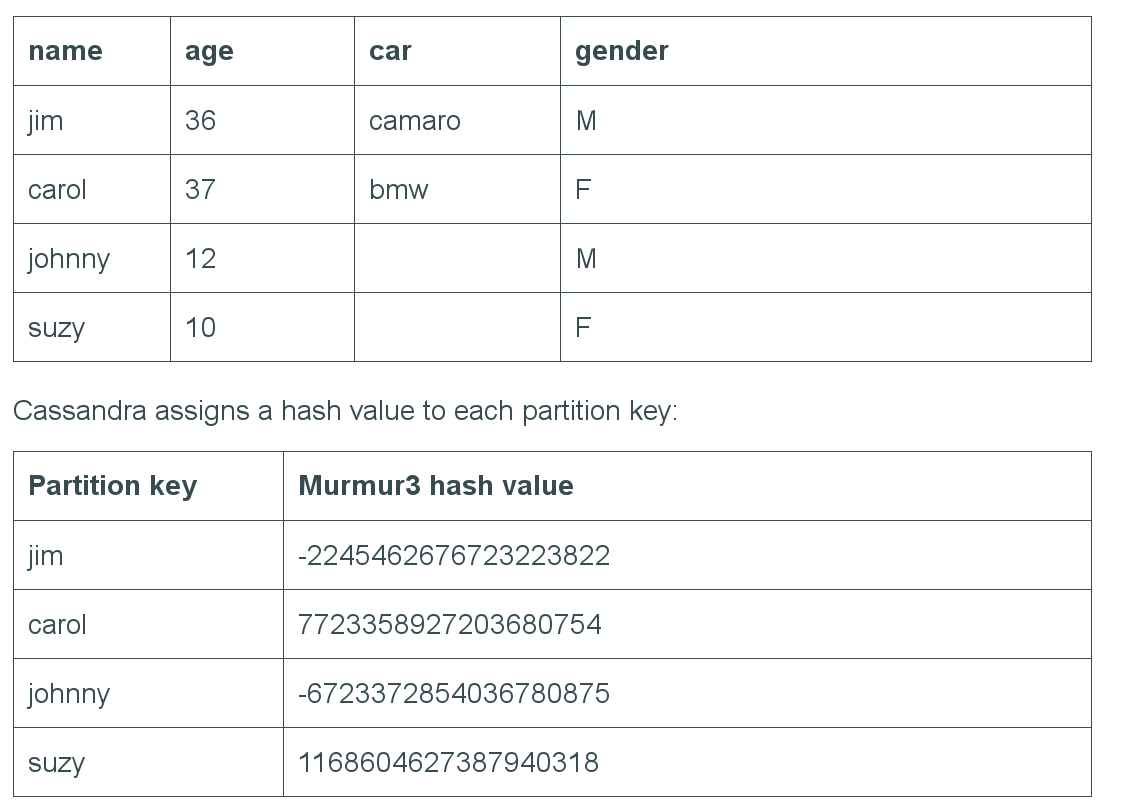 name age car gender
jim 36 camaro M
carol 37 bmw F
johnny 12 M
suzy 10 F
Cassandra assigns a hash value to each partition key:
Partition key Murmur3 hash value
jim -2245462676723223822
carol 7723358927203680754
johnny -6723372854036780875
suzy 1168604627387940318